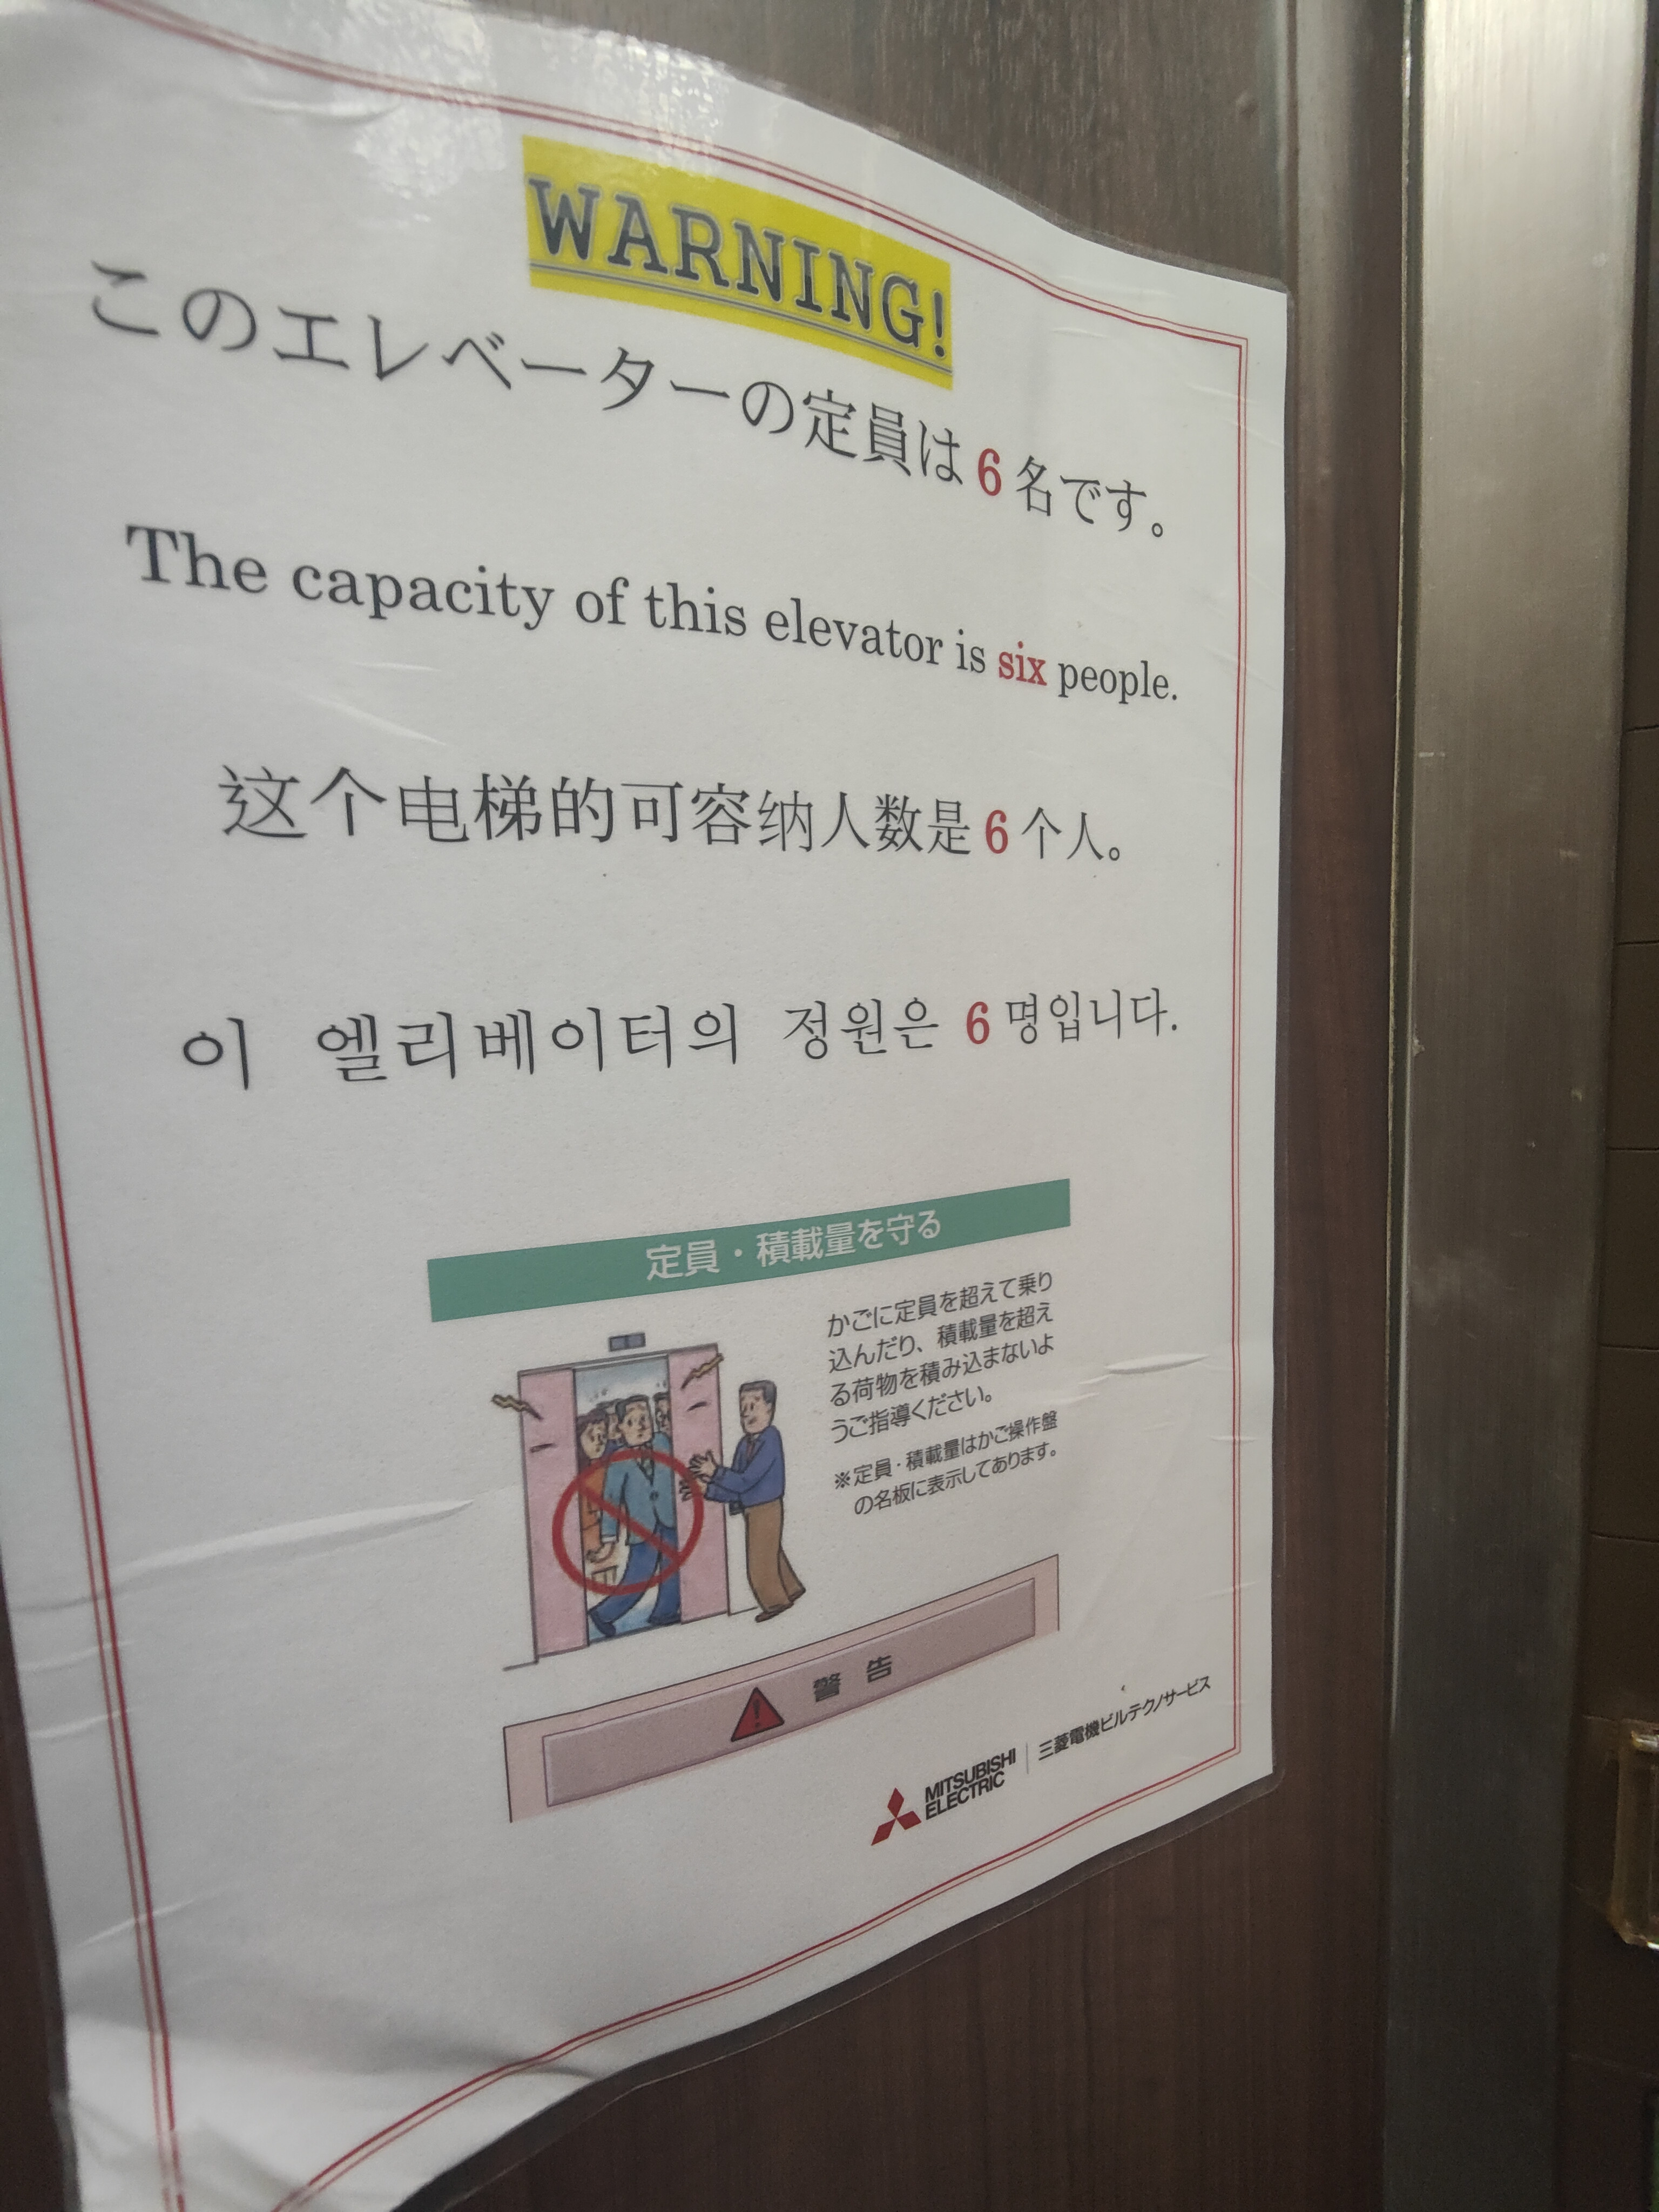 WARNING!
このエレベーターの定員は6名です。
The capacity of this elevator is six people.
这个电梯的可容纳人数是6个人。
이 엘리베이터의 정원은 6명입니다.
定員・積載量を守る
かごに定員を超えて乗り
込んだり、積載量を超え
る荷物を積み込まないよ
うご指導ください。
※定員・積載量はかご操作盤
の名板に表示してあります。
警告
MITSUBISHI
ELECTRIC
三菱電機ビルテクノサービス